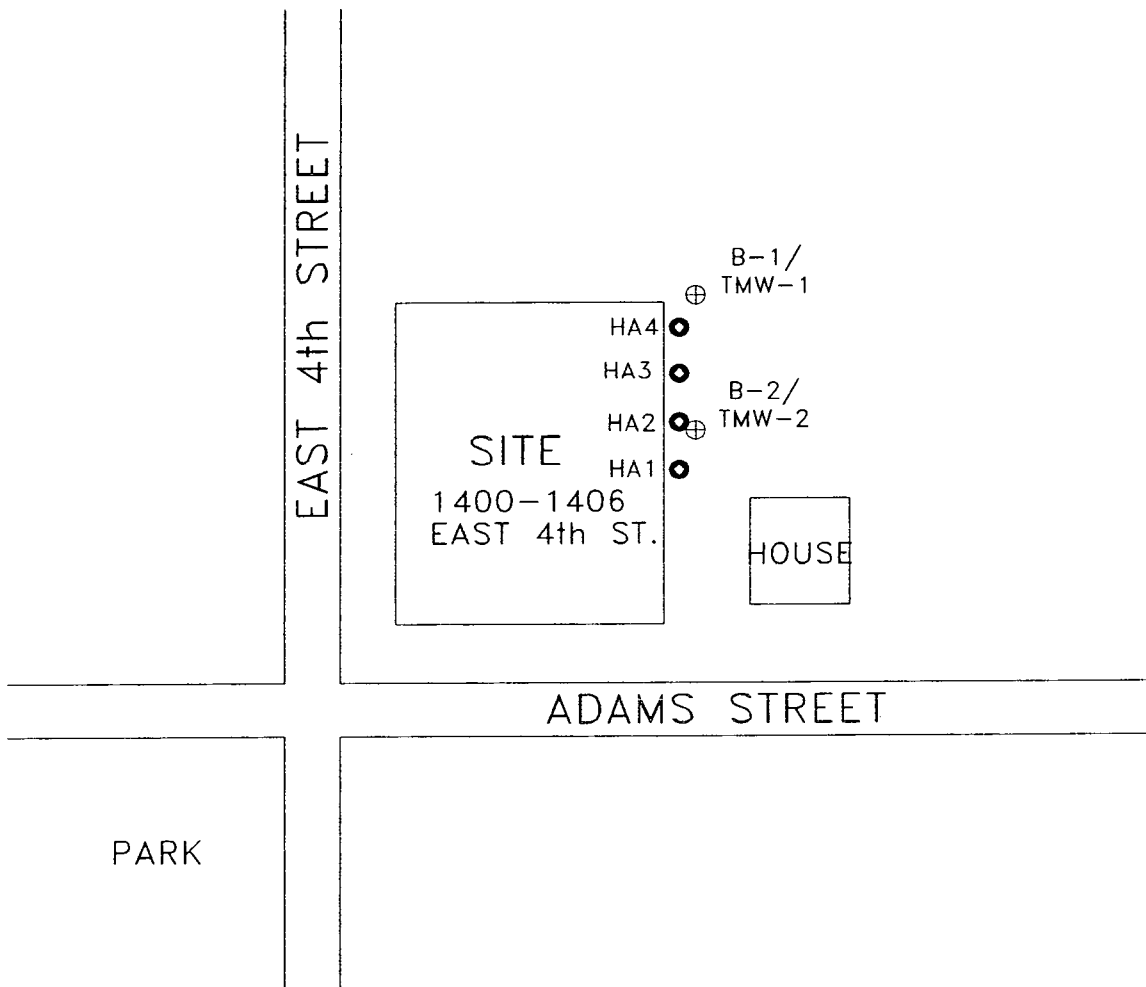 EAST 4th STREET
B-1/
TMW-1
HA4
HA3
B-2/
TMW-2
HA2
HA1
SITE
1400-1406
EAST 4th ST.
HOUSE
ADAMS STREET
PARK